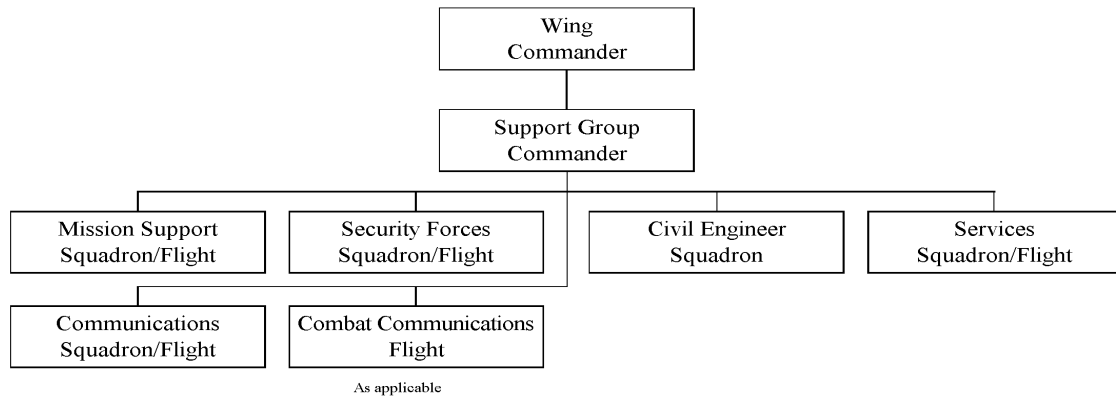 Wing
Commander
Support Group
Commander
Mission Support
Squadron/Flight
Security Forces
Squadron/Flight
Civil Engineer
Squadron
Services
Squadron/Flight
Communications
Squadron/Flight
Combat Communications
Flight
As applicable